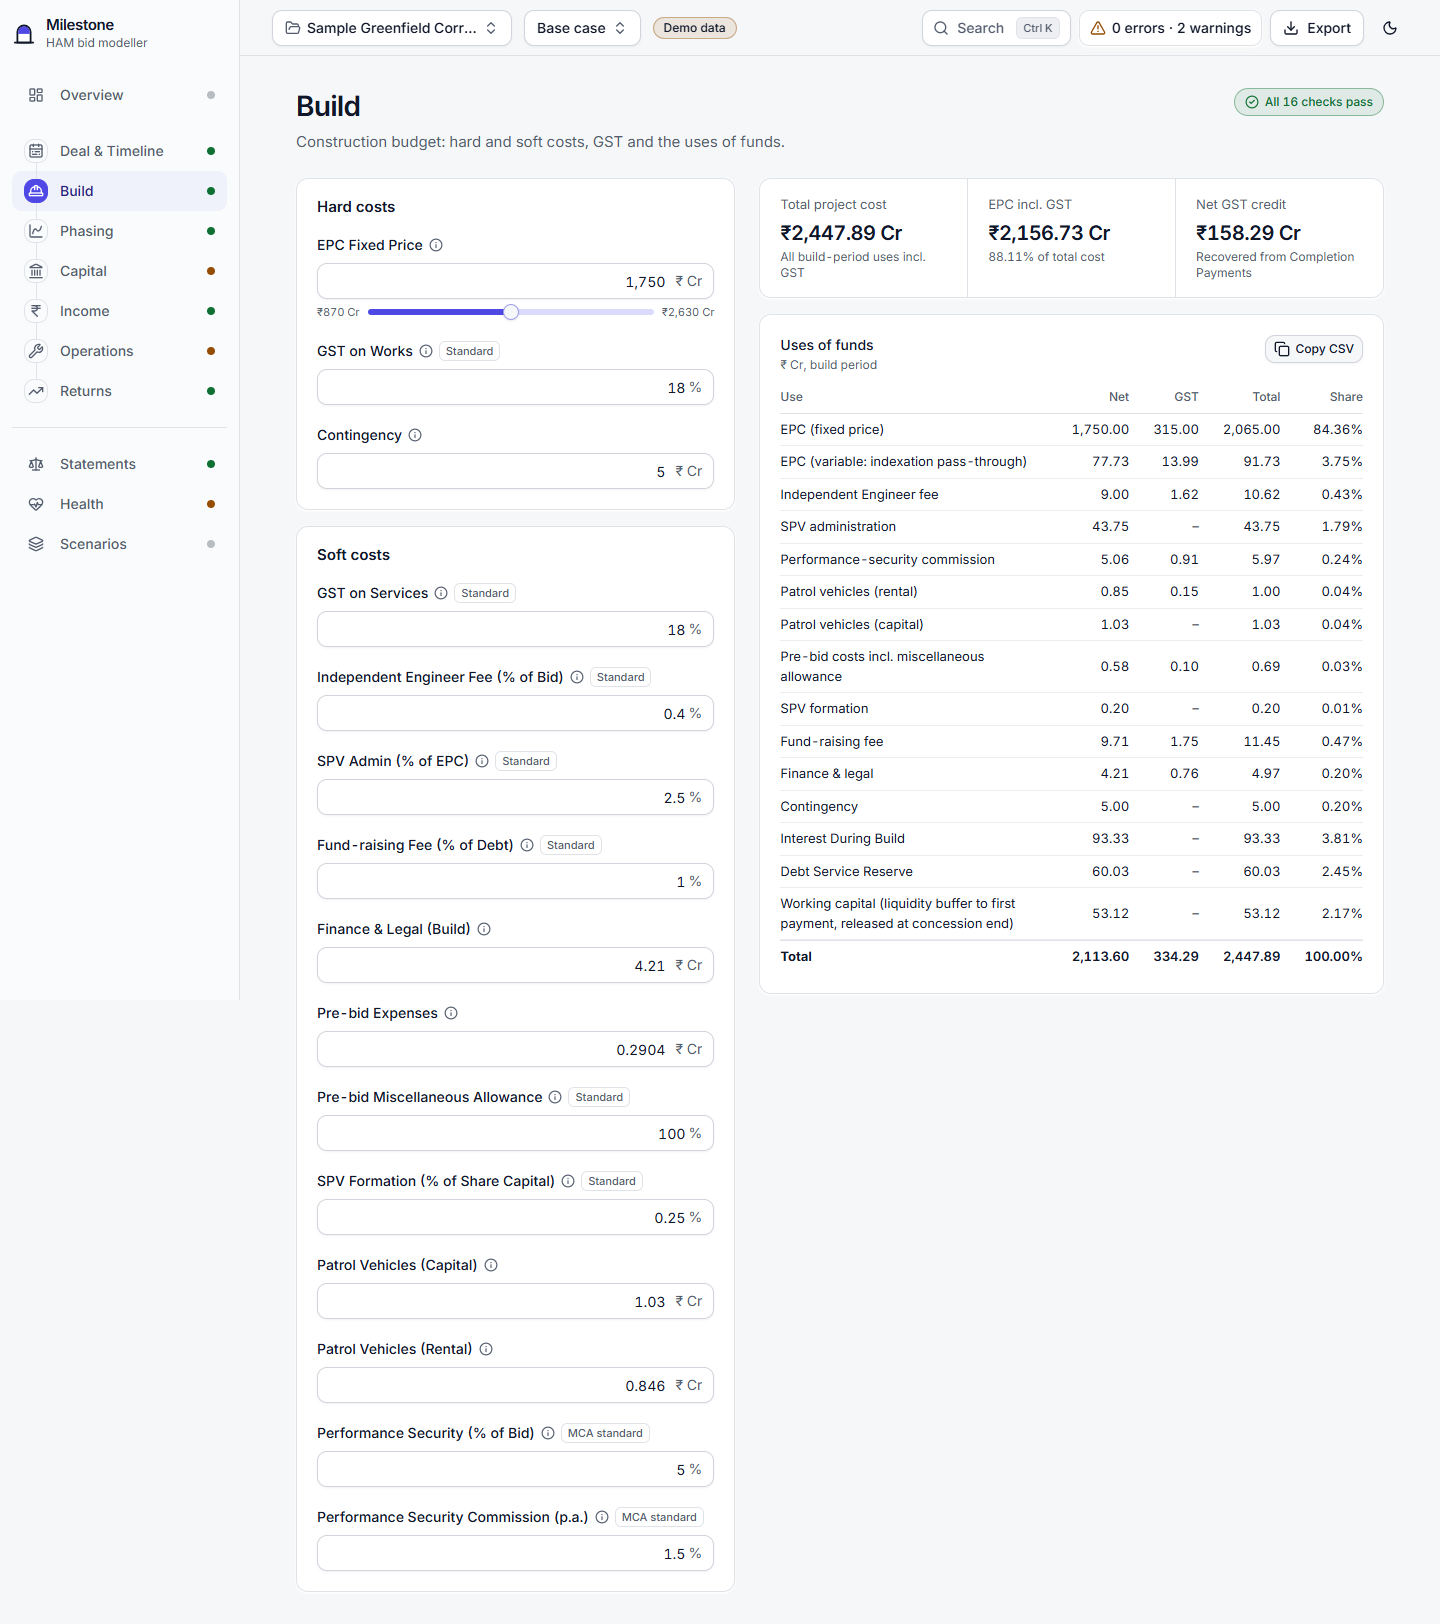 Milestone
HAM bid modeller
Overview
Deal & Timeline
Build
Phasing
Capital
Income
Operations
Returns
Statements
Health
Scenarios
Sample Greenfield Corr...
Base case
Demo data
Search Ctrl K
0 errors · 2 warnings
Export
Build
Construction budget: hard and soft costs, GST and the uses of funds.
All 16 checks pass
Hard costs
EPC Fixed Price
1,750 ₹ Cr
₹870 Cr ₹2,630 Cr
GST on Works Standard
18 %
Contingency
5 ₹ Cr
Soft costs
GST on Services Standard
18 %
Independent Engineer Fee (% of Bid) Standard
0.4 %
SPV Admin (% of EPC) Standard
2.5 %
Fund-raising Fee (% of Debt) Standard
1 %
Finance & Legal (Build)
4.21 ₹ Cr
Pre-bid Expenses
0.2904 ₹ Cr
Pre-bid Miscellaneous Allowance Standard
100 %
SPV Formation (% of Share Capital) Standard
0.25 %
Patrol Vehicles (Capital)
1.03 ₹ Cr
Patrol Vehicles (Rental)
0.846 ₹ Cr
Performance Security (% of Bid) MCA standard
5 %
Performance Security Commission (p.a.) MCA standard
1.5 %
Total project cost
₹2,447.89 Cr
All build-period uses incl.
GST
EPC incl. GST
₹2,156.73 Cr
88.11% of total cost
Net GST credit
₹158.29 Cr
Recovered from Completion
Payments
Uses of funds
₹ Cr, build period
Copy CSV
Use Net GST Total Share
EPC (fixed price) 1,750.00 315.00 2,065.00 84.36%
EPC (variable: indexation pass-through) 77.73 13.99 91.73 3.75%
Independent Engineer fee 9.00 1.62 10.62 0.43%
SPV administration 43.75 – 43.75 1.79%
Performance-security commission 5.06 0.91 5.97 0.24%
Patrol vehicles (rental) 0.85 0.15 1.00 0.04%
Patrol vehicles (capital) 1.03 – 1.03 0.04%
Pre-bid costs incl. miscellaneous
allowance 0.58 0.10 0.69 0.03%
SPV formation 0.20 – 0.20 0.01%
Fund-raising fee 9.71 1.75 11.45 0.47%
Finance & legal 4.21 0.76 4.97 0.20%
Contingency 5.00 – 5.00 0.20%
Interest During Build 93.33 – 93.33 3.81%
Debt Service Reserve 60.03 – 60.03 2.45%
Working capital (liquidity buffer to first
payment, released at concession end) 53.12 – 53.12 2.17%
Total 2,113.60 334.29 2,447.89 100.00%